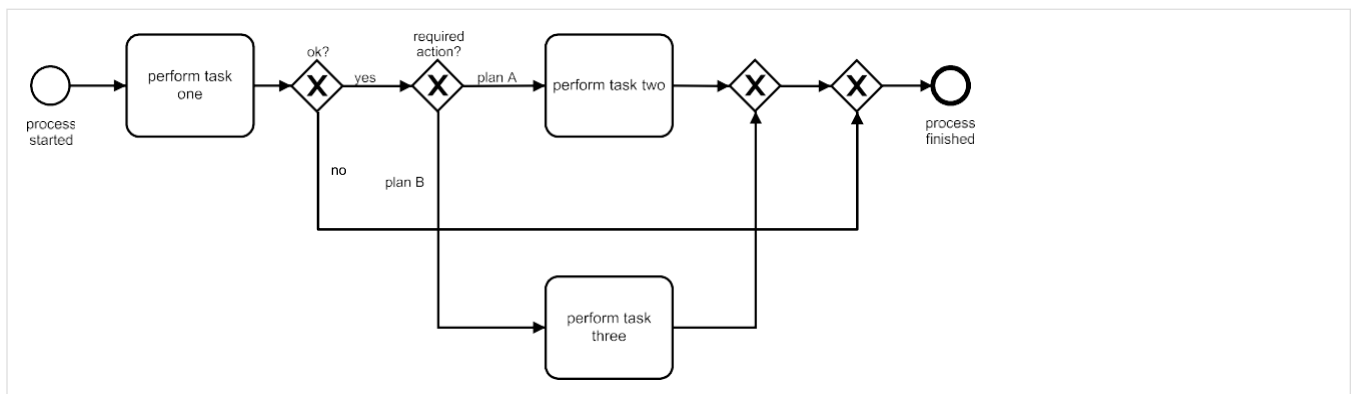 process
started
perform task
one
ok?
yes
no
required
action?
plan A
plan B
perform task two
perform task
three
process
finished